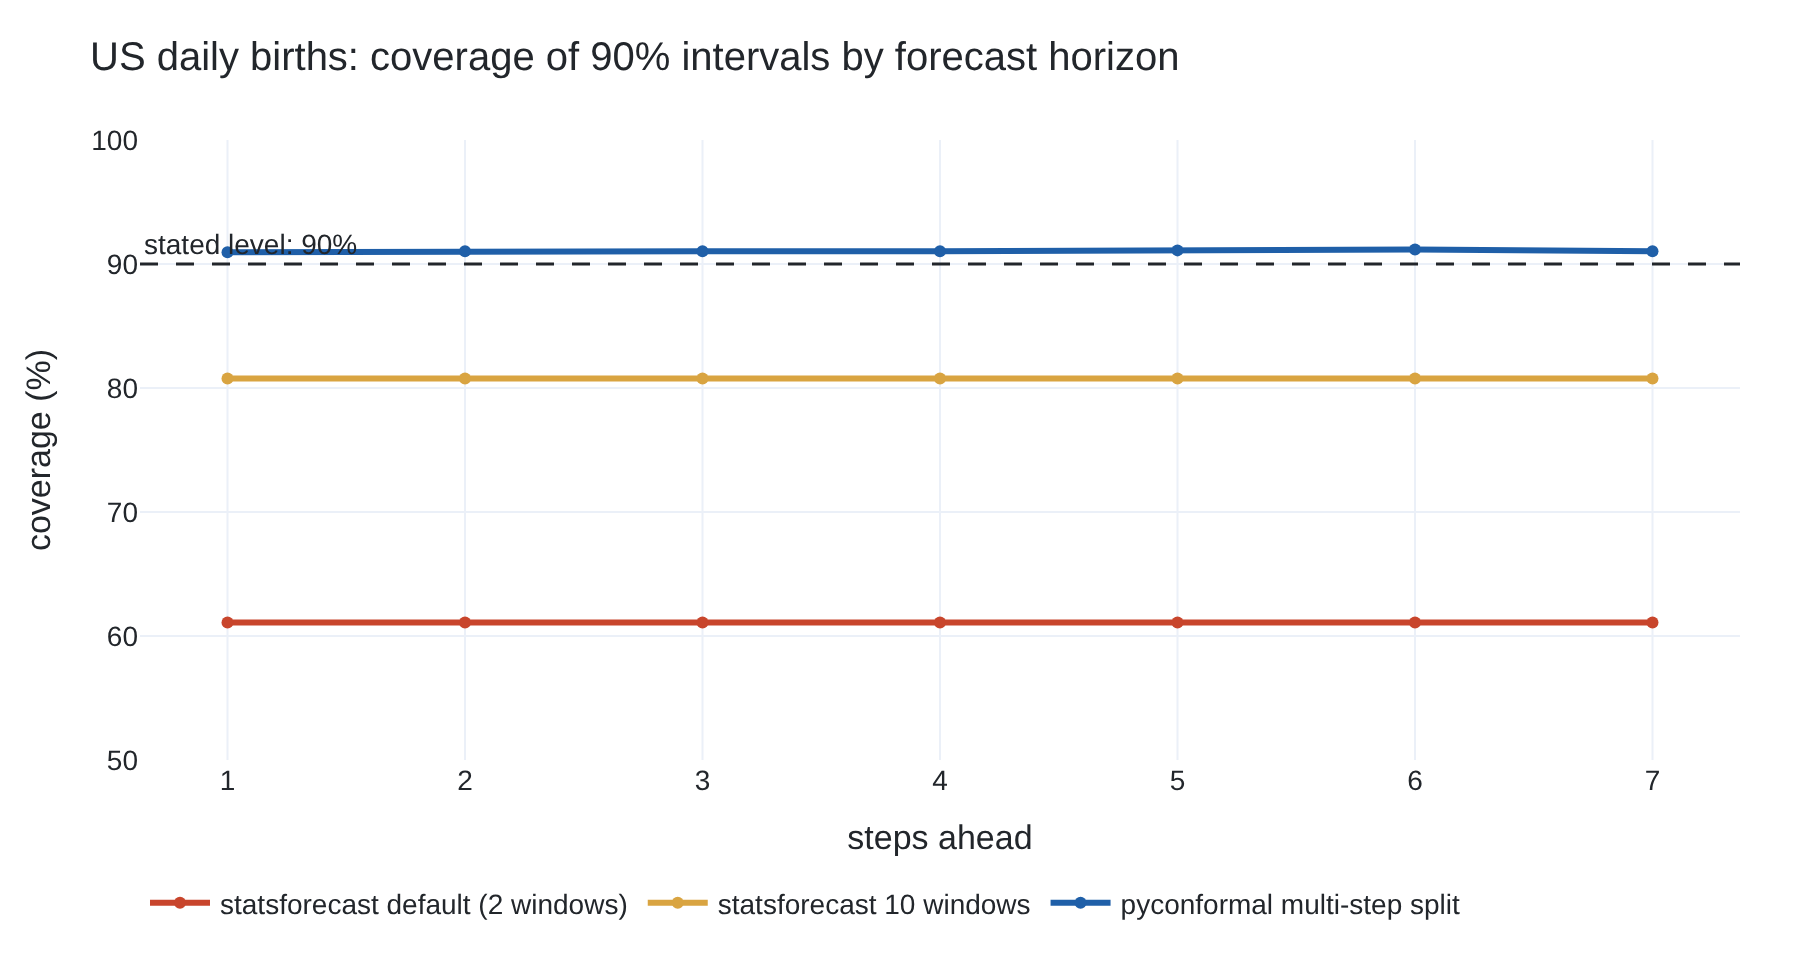 US daily births: coverage of 90% intervals by forecast horizon
100
stated level: 90%
90
80
70
60
50
coverage (%)
1 2 3 4 5 6 7
steps ahead
statsforecast default (2 windows) statsforecast 10 windows pyconformal multi-step split